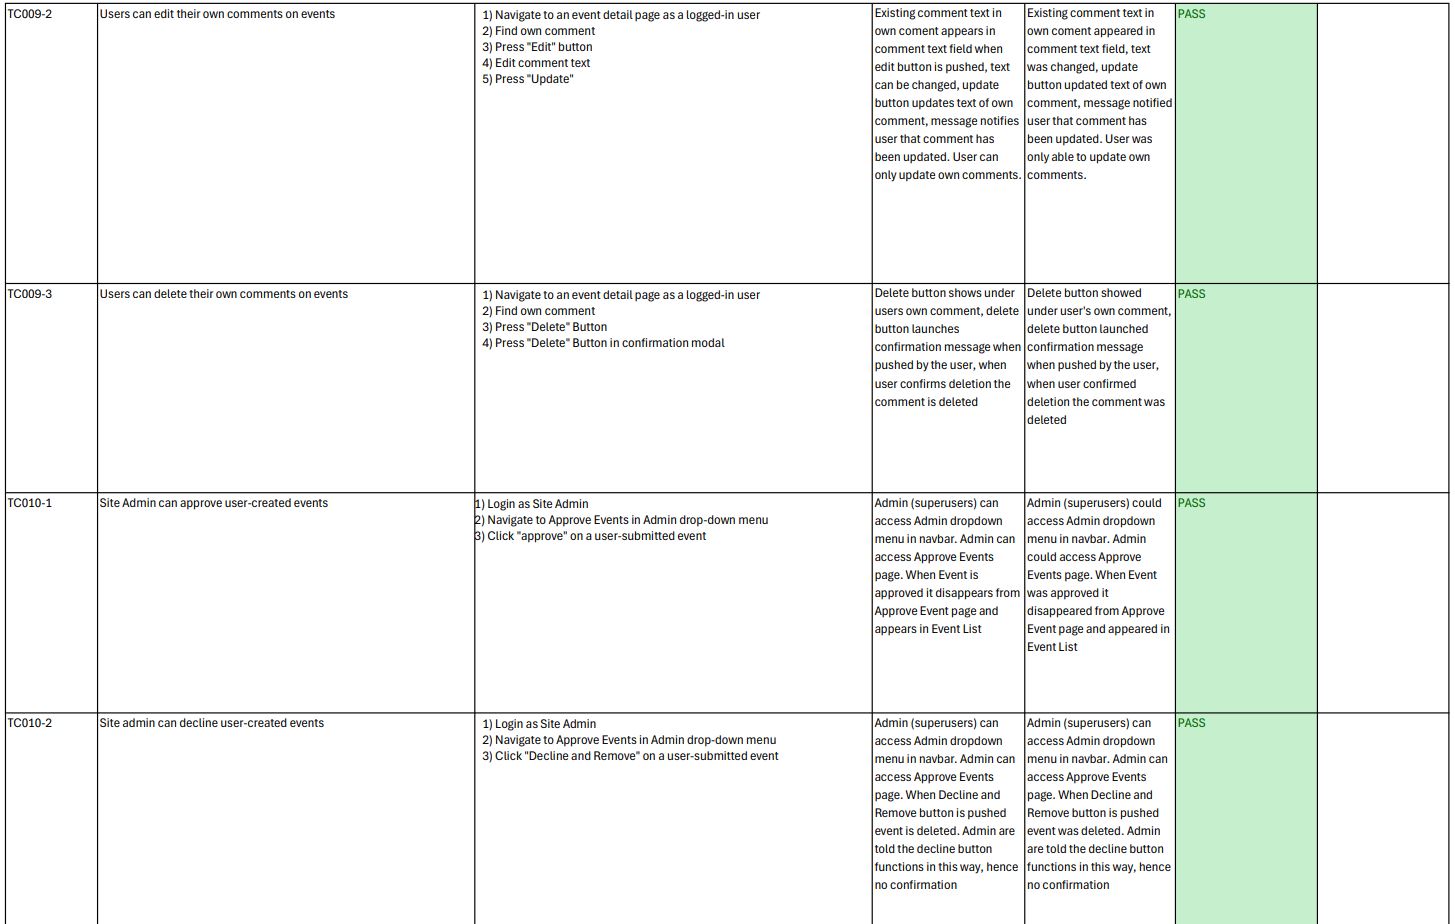 TC009-2
Users can edit their own comments on events
1) Navigate to an event detail page as a logged-in user
2) Find own comment
3) Press "Edit" button
4) Edit comment text
5) Press "Update"
Existing comment text in
own coment appears in
comment text field when
edit button is pushed, text
can be changed, update
button updates text of own
comment, message notifies
user that comment has
been updated. User can
only update own comments.
Existing comment text in
own coment appeared in
comment text field, text
was changed, update
button updated text of own
comment, message notified
user that comment has
been updated. User was
only able to update own
comments.
PASS
TC009-3
Users can delete their own comments on events
1) Navigate to an event detail page as a logged-in user
2) Find own comment
3) Press "Delete" Button
4) Press "Delete" Button in confirmation modal
Delete button shows under
users own comment, delete
button launches
confirmation message when
pushed by the user, when
user confirms deletion the
comment is deleted
Delete button showed
under user's own comment,
delete button launched
confirmation message
when pushed by the user,
when user confirmed
deletion the comment was
deleted
PASS
TC010-1
Site Admin can approve user-created events
1) Login as Site Admin
2) Navigate to Approve Events in Admin drop-down menu
3) Click "approve" on a user-submitted event
Admin (superusers) can
access Admin dropdown
menu in navbar. Admin can
access Approve Events
page. When Event is
approved it disappears from
Approve Event page and
appears in Event List
Admin (superusers) could
access Admin dropdown
menu in navbar. Admin
could access Approve
Events page. When Event
was approved it
disappeared from Approve
Event page and appeared in
Event List
PASS
TC010-2
Site admin can decline user-created events
1) Login as Site Admin
2) Navigate to Approve Events in Admin drop-down menu
3) Click "Decline and Remove" on a user-submitted event
Admin (superusers) can
access Admin dropdown
menu in navbar. Admin can
access Approve Events
page. When Decline and
Remove button is pushed
event is deleted. Admin are
told the decline button
functions in this way, hence
no confirmation
Admin (superusers) can
access Admin dropdown
menu in navbar. Admin can
access Approve Events
page. When Decline and
Remove button is pushed
event was deleted. Admin
are told the decline button
functions in this way, hence
no confirmation
PASS